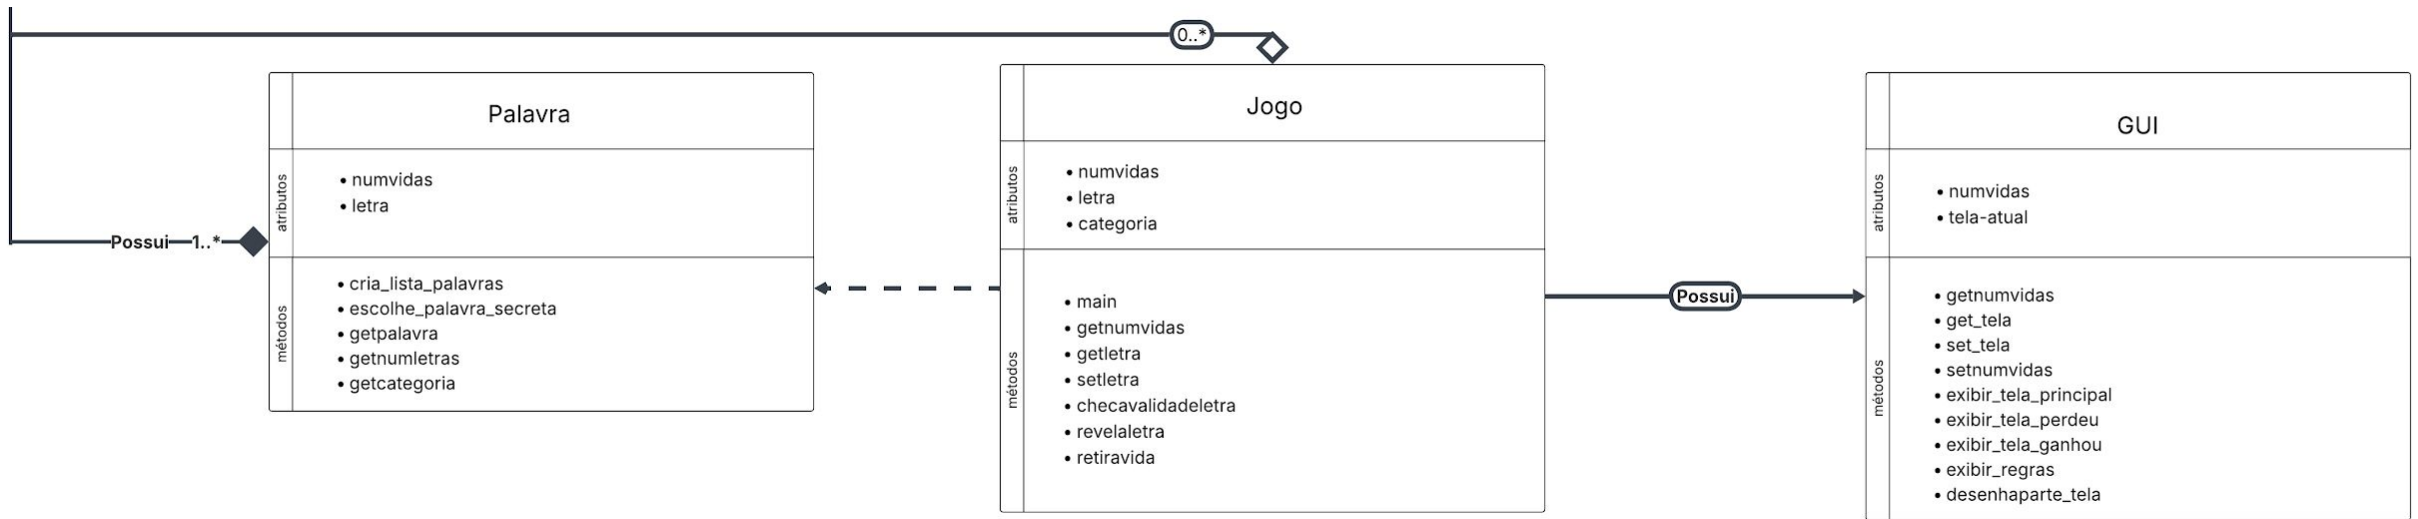 0..*
Palavra
atributos
numvidas
letra
Possui
1..*
métodos
cria_lista_palavras
escolhe_palavra_secreta
getpalavra
getnumletras
getcategoria
Jogo
atributos
numvidas
letra
categoria
métodos
main
getnumvidas
getletra
setletra
checavalidadeletra
revelaletra
retiravida
Possui
GUI
atributos
numvidas
tela-atual
métodos
getnumvidas
get_tela
set_tela
setnumvidas
exibir_tela_principal
exibir_tela_perdeu
exibir_tela_ganhou
exibir_regras
desenhaparte_tela